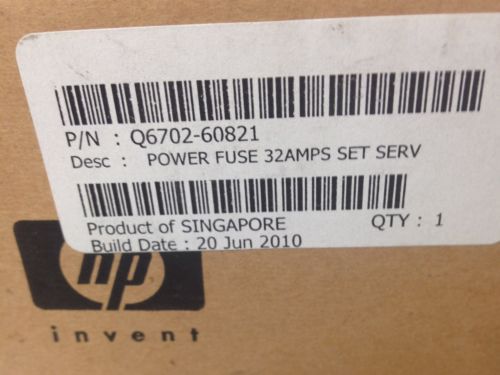 P/N : Q6702-60821
Desc : POWER FUSE 32AMPS SET SERV
Product of SINGAPORE QTY : 1
Build Date : 20 Jun 2010
hp
invent